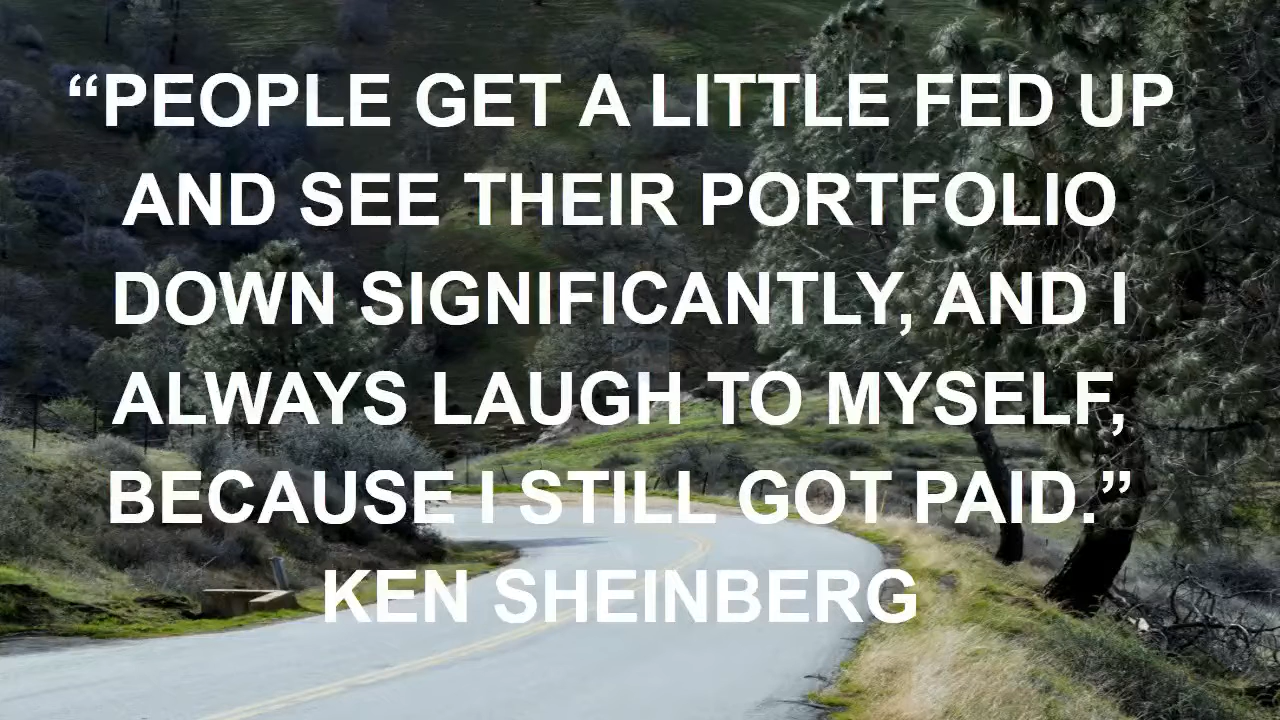 “PEOPLE GET A LITTLE FED UP
AND SEE THEIR PORTFOLIO
DOWN SIGNIFICANTLY, AND I
ALWAYS LAUGH TO MYSELF,
BECAUSE I STILL GOT PAID.”
KEN SHEINBERG